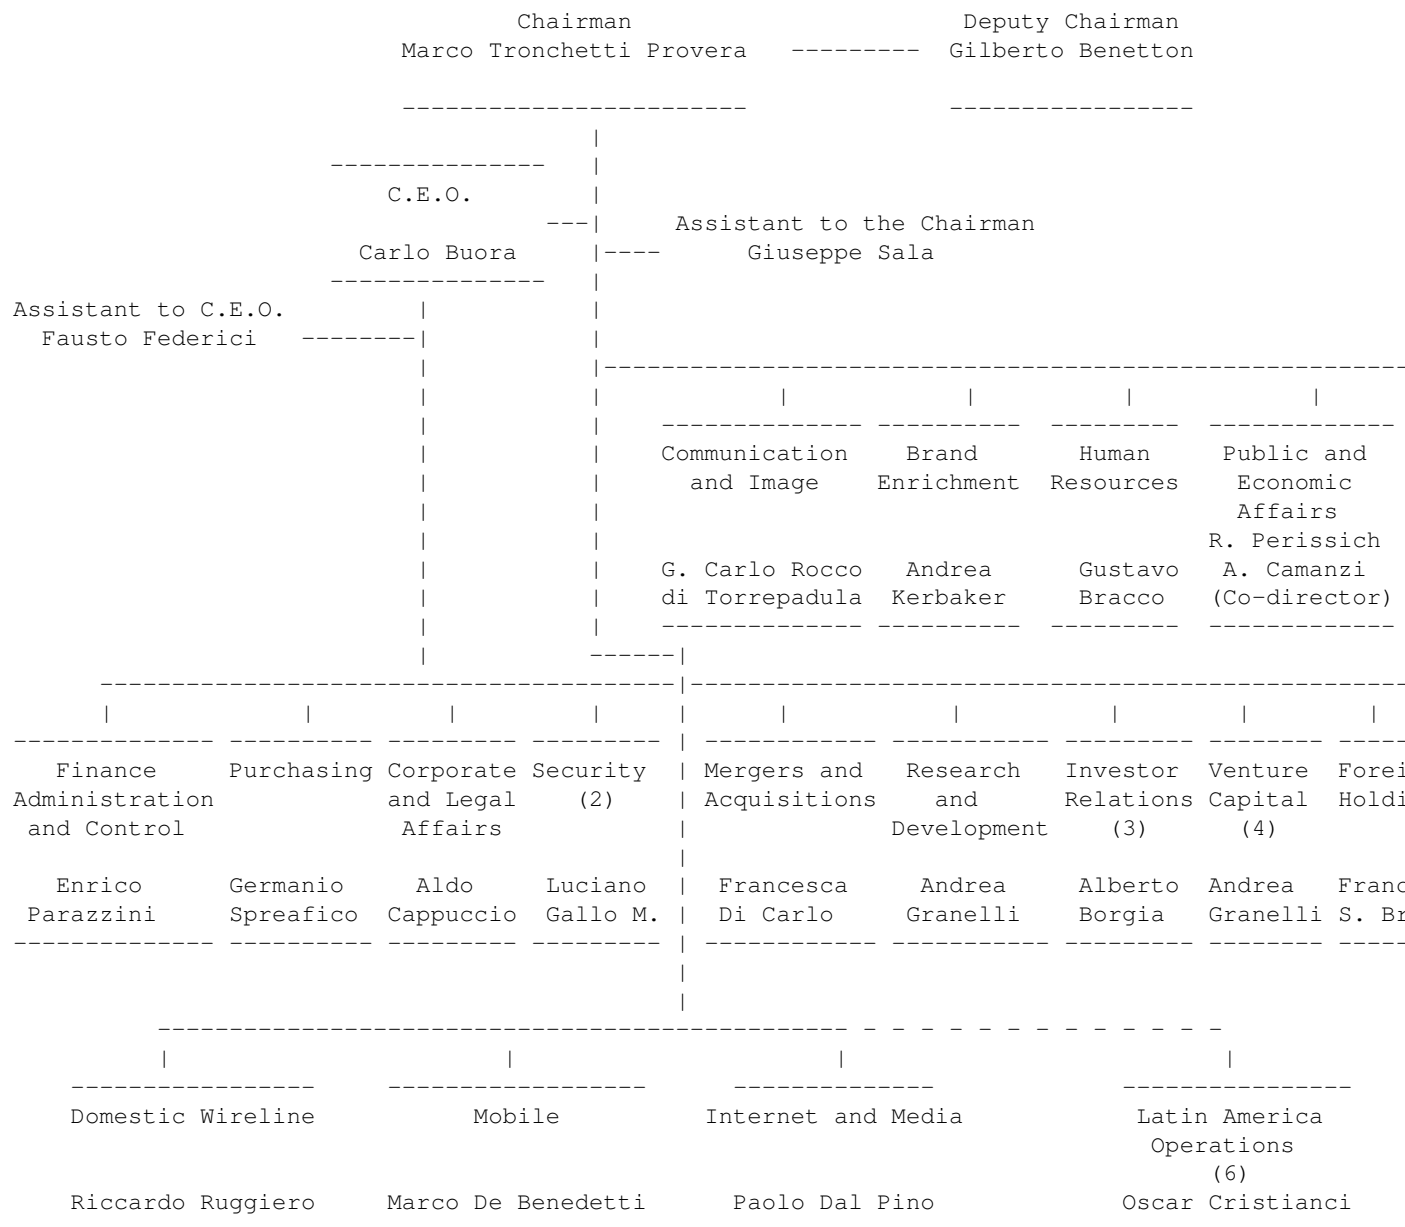 Chairman Deputy Chairman
Marco Tronchetti Provera --------- Gilberto Benetton
C.E.O.
Assistant to the Chairman
Carlo Buora Giuseppe Sala
Assistant to C.E.O.
Fausto Federici
Communication Brand Human Public and
and Image Enrichment Resources Economic
Affairs
R. Perissich
G. Carlo Rocco Andrea Gustavo A. Camanzi
di Torrepadula Kerbaker Bracco (Co-director)
Finance Purchasing Corporate Security Mergers and Research Investor Venture Forei
Administration and Legal (2) Acquisitions and Relations Capital Holdi
and Control Affairs Development (3) (4)
Enrico Germanio Aldo Luciano Francesca Andrea Alberto Andrea Franc
Parazzini Spreafico Cappuccio Gallo M. Di Carlo Granelli Borgia Granelli S. Br
Domestic Wireline Mobile Internet and Media Latin America
Operations
(6)
Riccardo Ruggiero Marco De Benedetti Paolo Dal Pino Oscar Cristianci